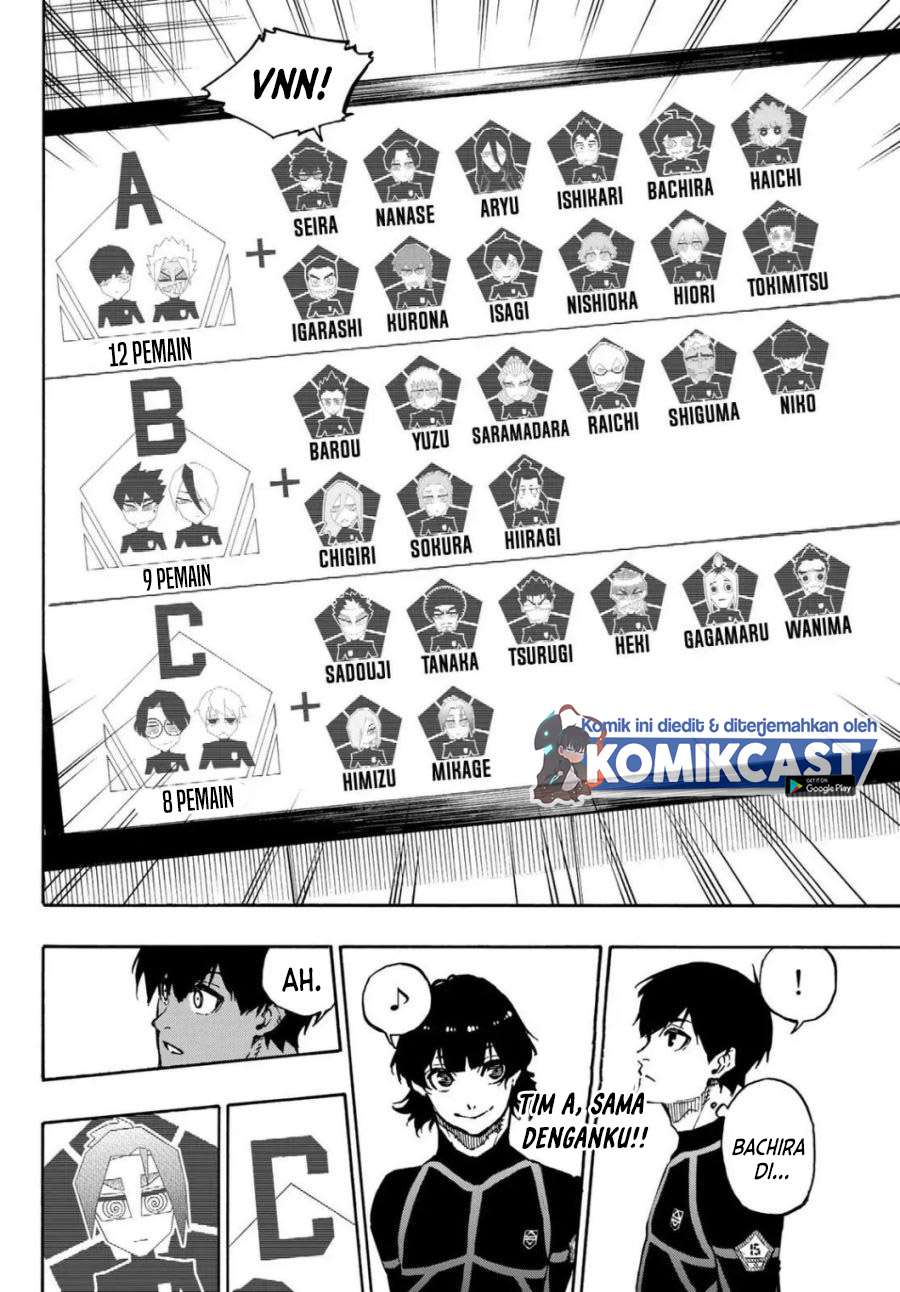 VNN!
A
12 PEMAIN
+
SEIRA
NANASE
ARYU
ISHIKARI
BACHIRA
HAICHI
IGARASHI
KURONA
ISAGI
NISHIOKA
HIORI
TOKIMITSU
B
9 PEMAIN
+
BAROU
YUZU
SARAMADARA
RAICHI
SHIGUMA
NIKO
CHIGIRI
SOKURA
HIIRAGI
C
8 PEMAIN
+
SADOUJI
TANAKA
TSURUGI
HEKI
GAGAMARU
WANIMA
HIMIZU
MIKAGE
Komik ini diedit & diterjemahkan oleh
KOMIKCAST
GET IT ON
Google Play
AH.
♪
!
TIM A, SAMA
DENGANKU!!
BACHIRA
DI...
15
C